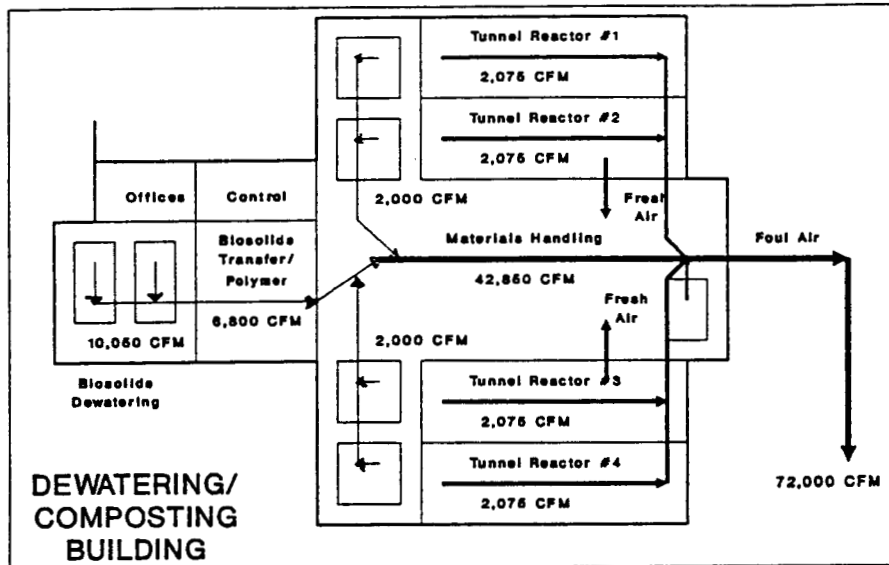 Tunnel Reactor #1
2,075 CFM
Tunnel Reactor #2
2,075 CFM
2,000 CFM
Fresh
Air
Offices
Control
Biosolids
Transfer/
Polymer
Materials Handling
Foul Air
42,850 CFM
6,800 CFM
10,050 CFM
Fresh
Air
2,000 CFM
Biosolids
Dewatering
Tunnel Reactor #3
2,075 CFM
Tunnel Reactor #4
2,075 CFM
72,000 CFM
DEWATERING/
COMPOSTING
BUILDING